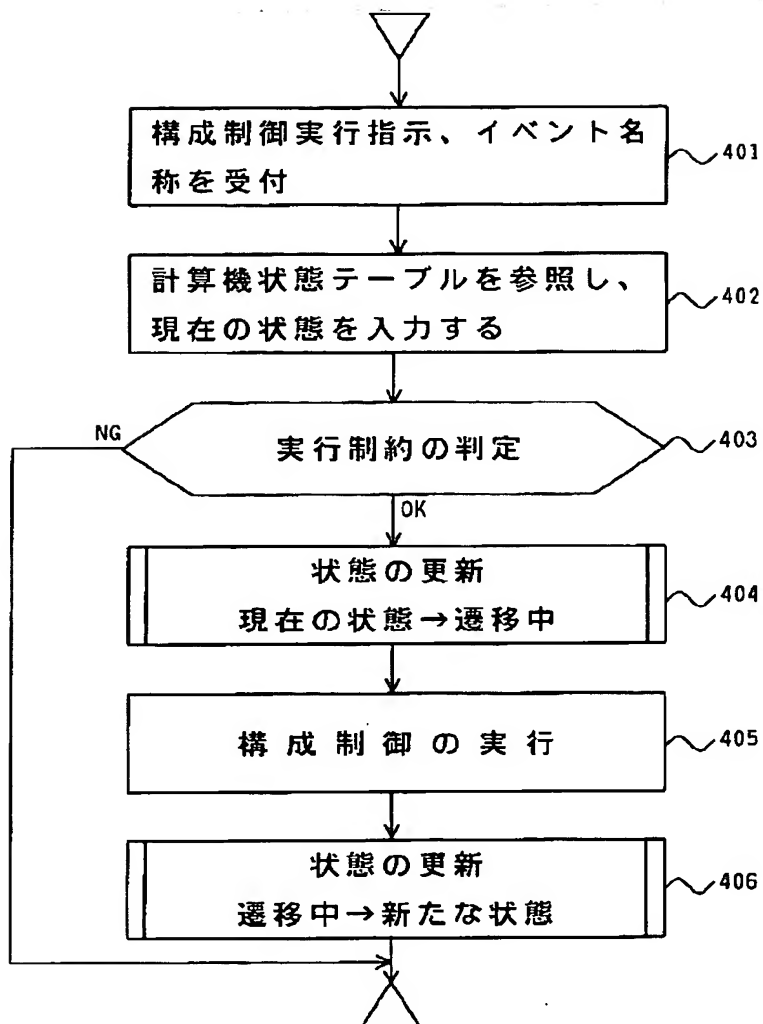 構成制御実行指示、イベント名
称を受付
401
計算機状態テーブルを参照し、
現在の状態を入力する
402
NG
実行制約の判定
403
OK
状態の更新
現在の状態→遷移中
404
構成制御の実行
405
状態の更新
遷移中→新たな状態
406